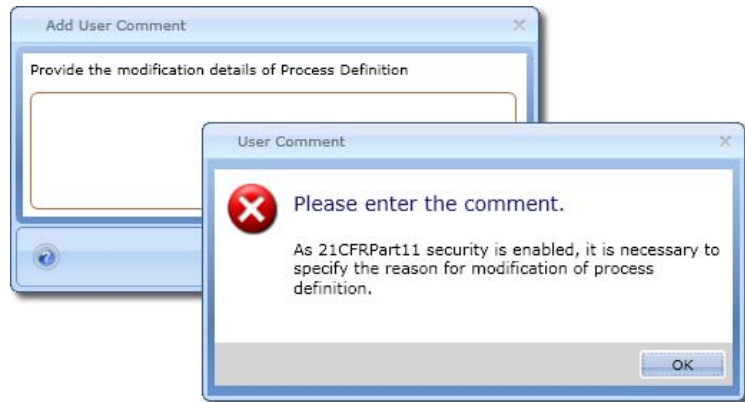 Add User Comment
Provide the modification details of Process Definition
User Comment
Please enter the comment.
As 21CFRPart11 security is enabled, it is necessary to
specify the reason for modification of process
definition.
OK